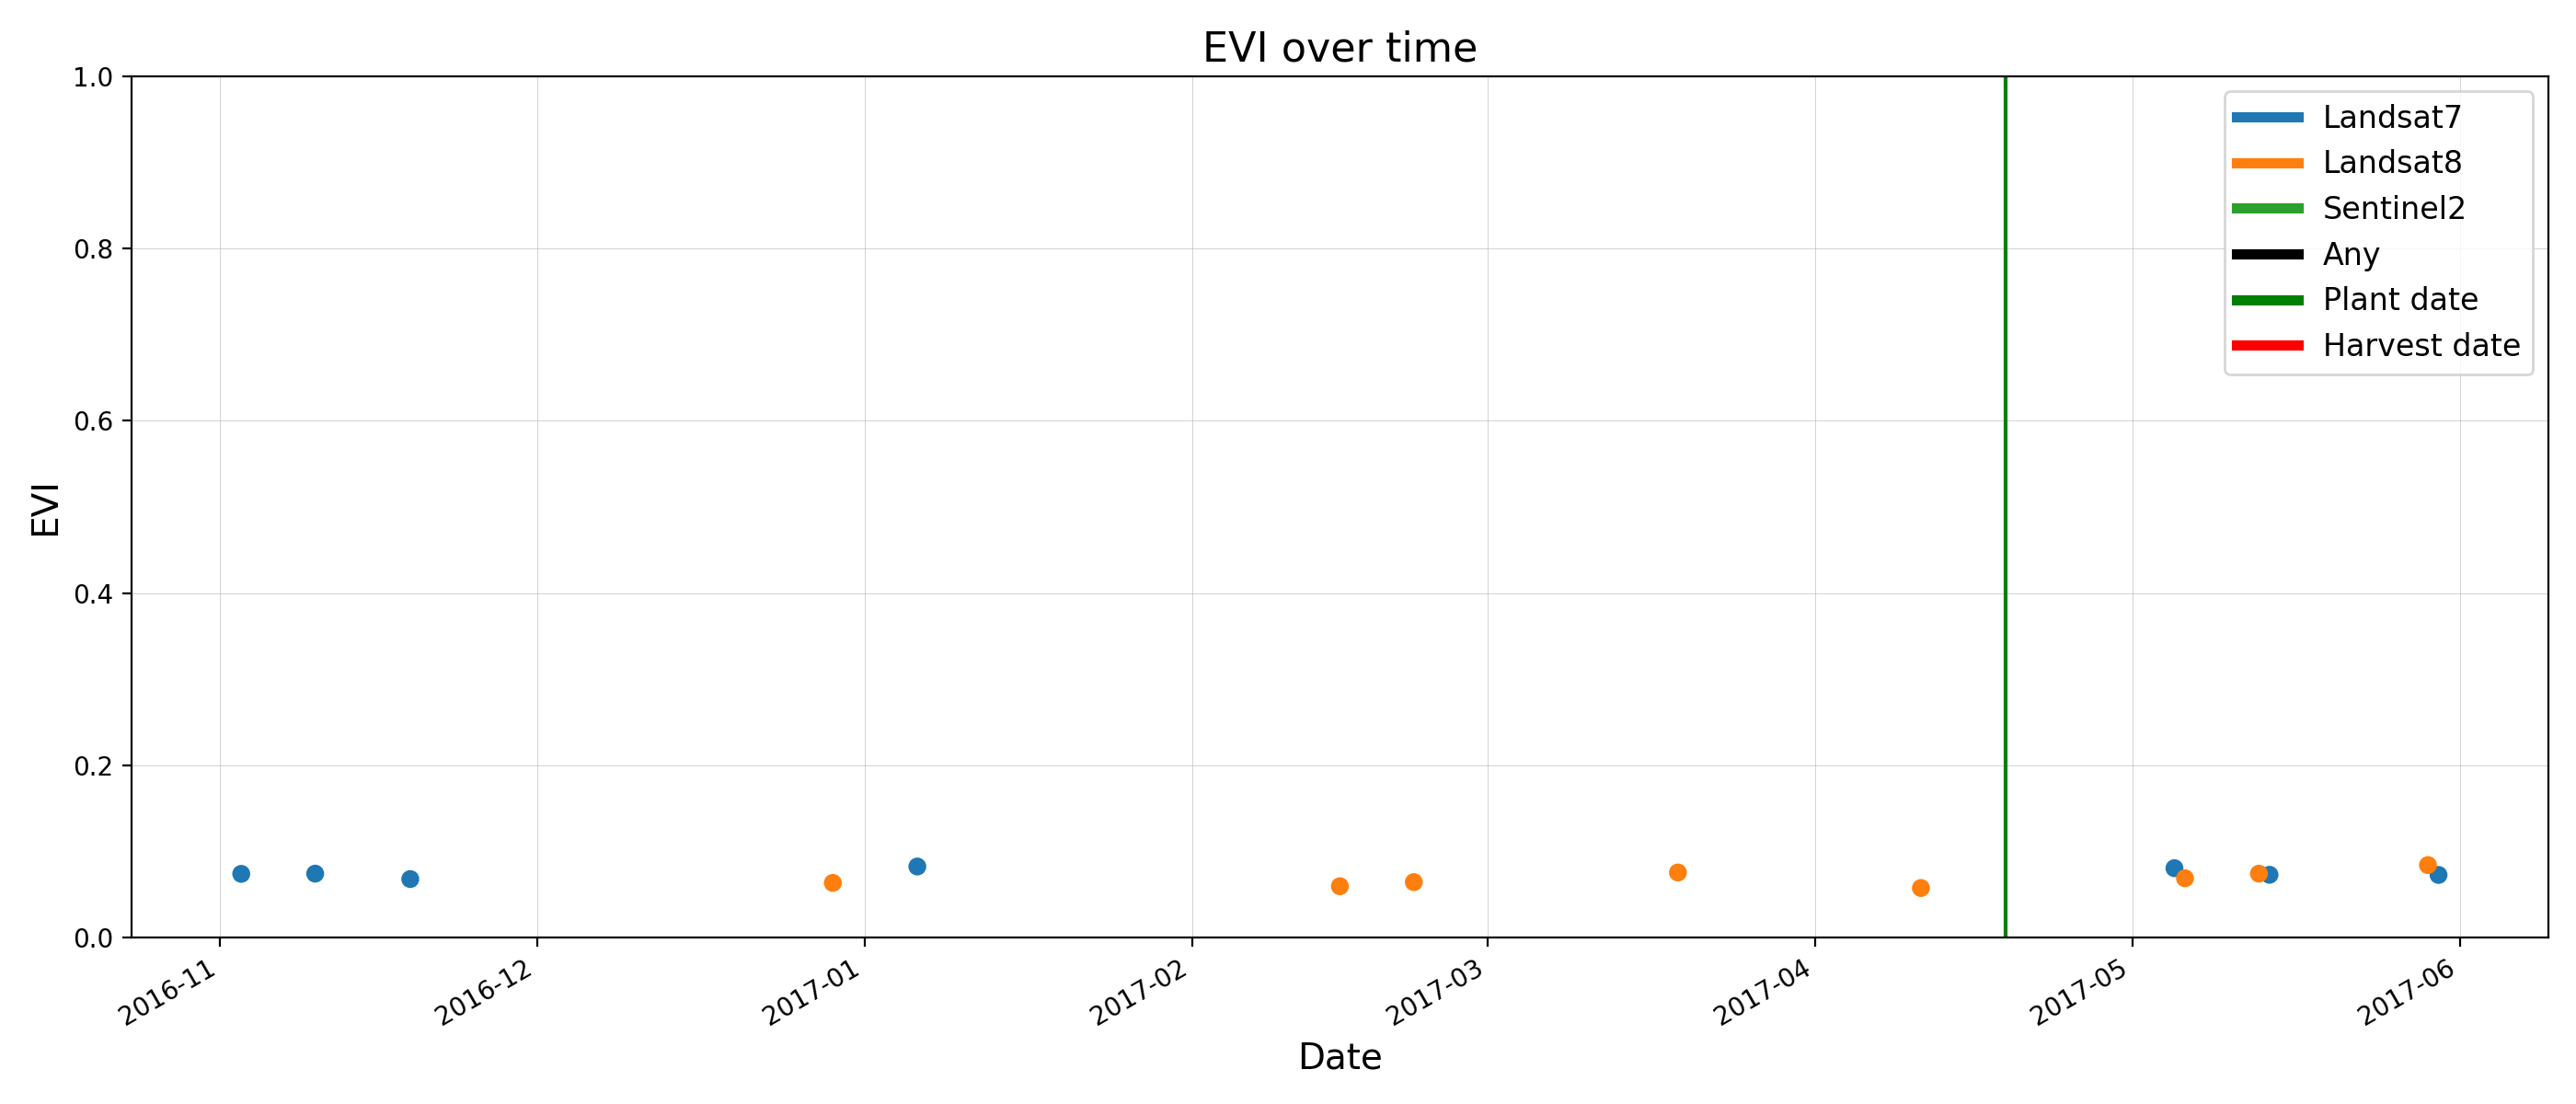 EVI over time
1.0
0.8
0.6
0.4
0.2
0.0
EVI
Landsat7
Landsat8
Sentinel2
Any
Plant date
Harvest date
2016-11
2016-12
2017-01
2017-02
2017-03
2017-04
2017-05
2017-06
Date